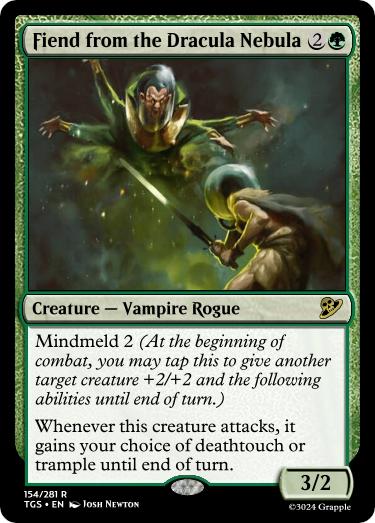 Fiend from the Dracula Nebula 2
Creature — Vampire Rogue
Mindmeld 2 (At the beginning of
combat, you may tap this to give another
target creature +2/+2 and the following
abilities until end of turn.)
Whenever this creature attacks, it
gains your choice of deathtouch or
trample until end of turn.
3/2
154/281 R
TGS • EN Josh Newton
©3024 Grapple